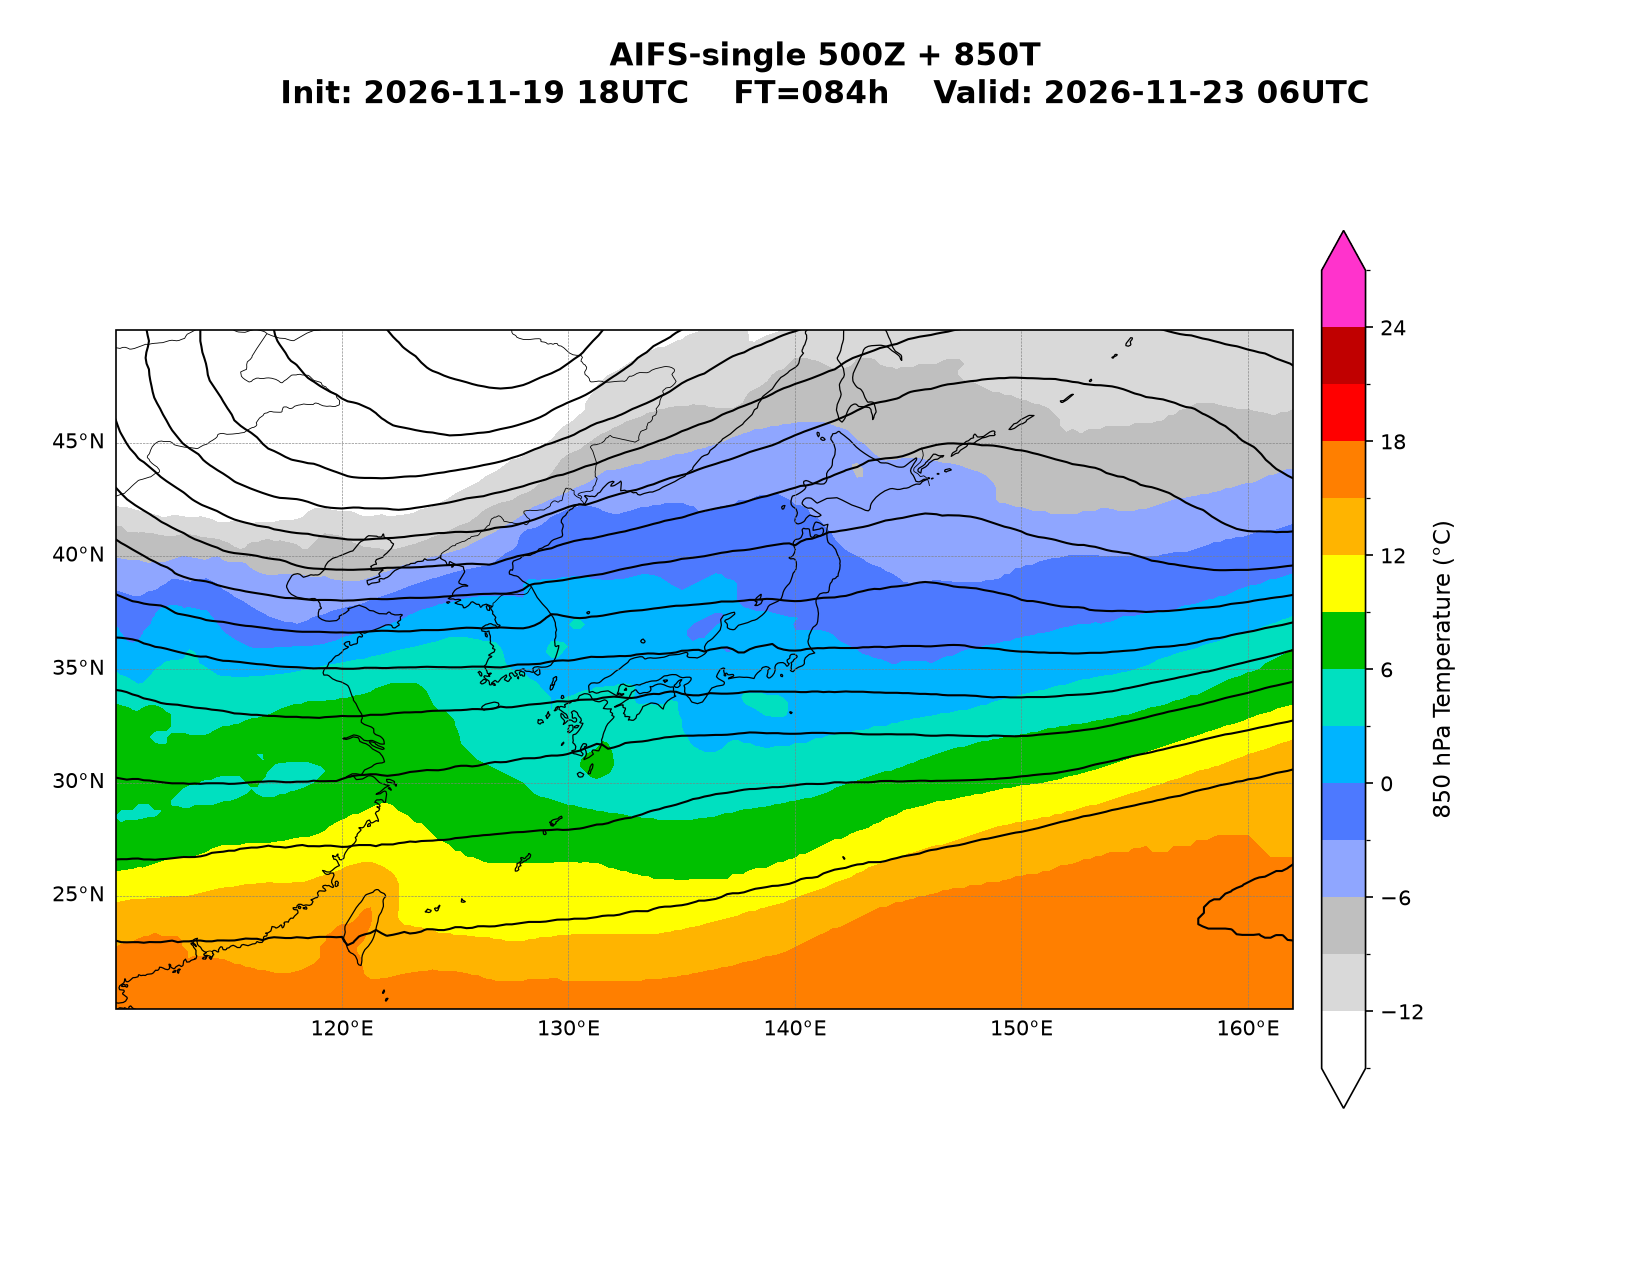 AIFS-single 500Z + 850T
Init: 2026-11-19 18UTC    FT=084h    Valid: 2026-11-23 06UTC
24
18
12
6
0
−6
−12
850 hPa Temperature (°C)
45°N
40°N
35°N
30°N
25°N
120°E
130°E
140°E
150°E
160°E